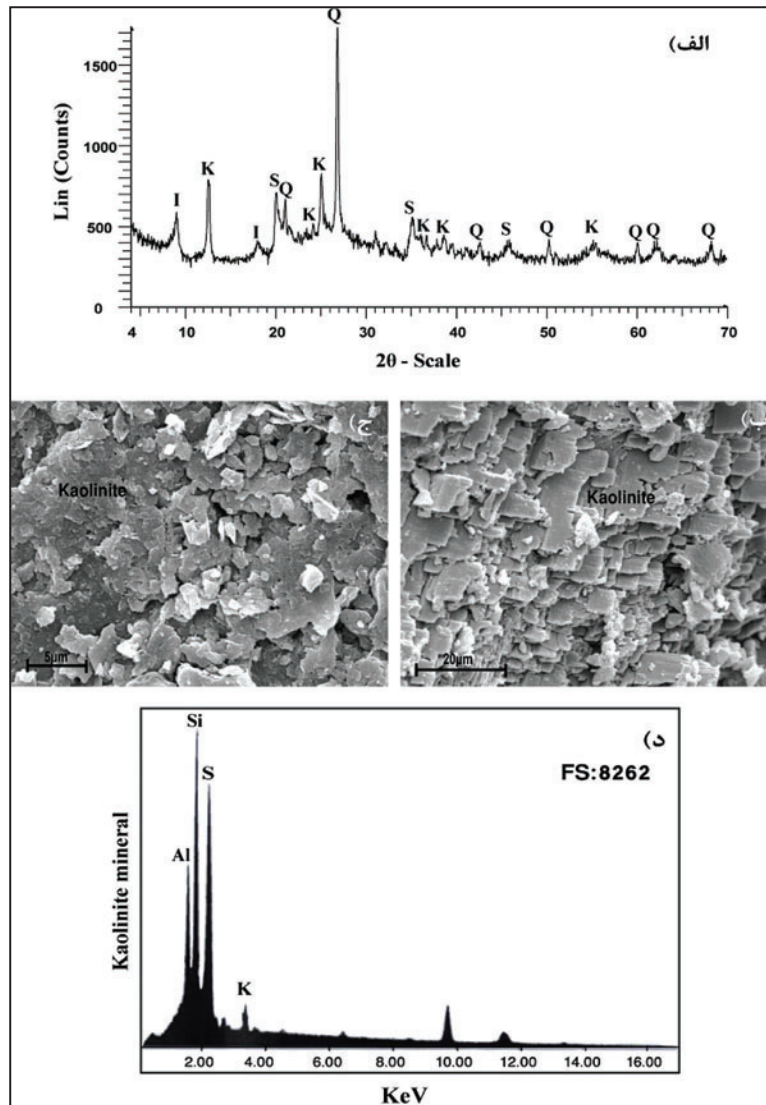 الف)
Lin (Counts)
1500
1000
500
0
I
K
I
S
Q
K
K
Q
S
K
K
Q
S
Q
K
Q
Q
Q
4
10
20
30
40
50
60
70
2θ - Scale
ج)
Kaolinite
5µm
Kaolinite
20µm
د)
FS:8262
Kaolinite mineral
Al
Si
S
K
2.00
4.00
6.00
8.00
10.00
12.00
14.00
16.00
KeV